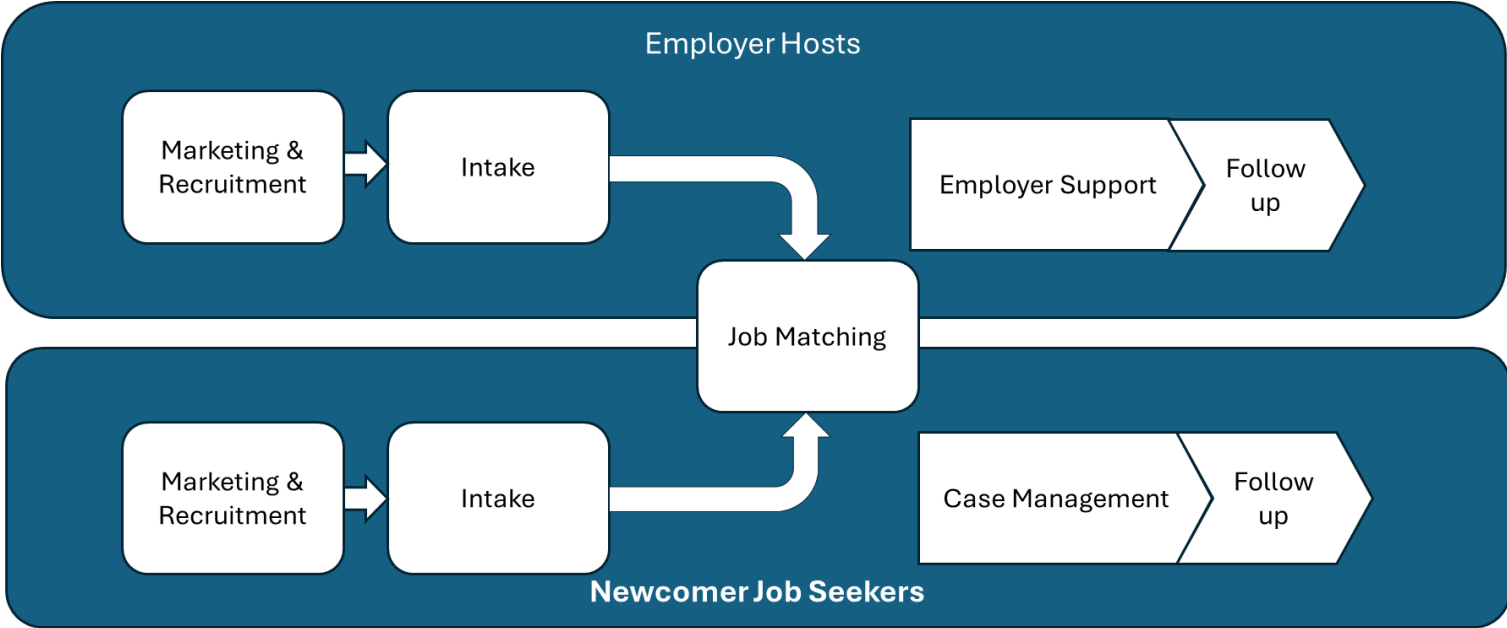 Employer Hosts
Marketing &
Recruitment
Intake
Employer Support
Follow
up
Job Matching
Marketing &
Recruitment
Intake
Case Management
Follow
up
Newcomer Job Seekers